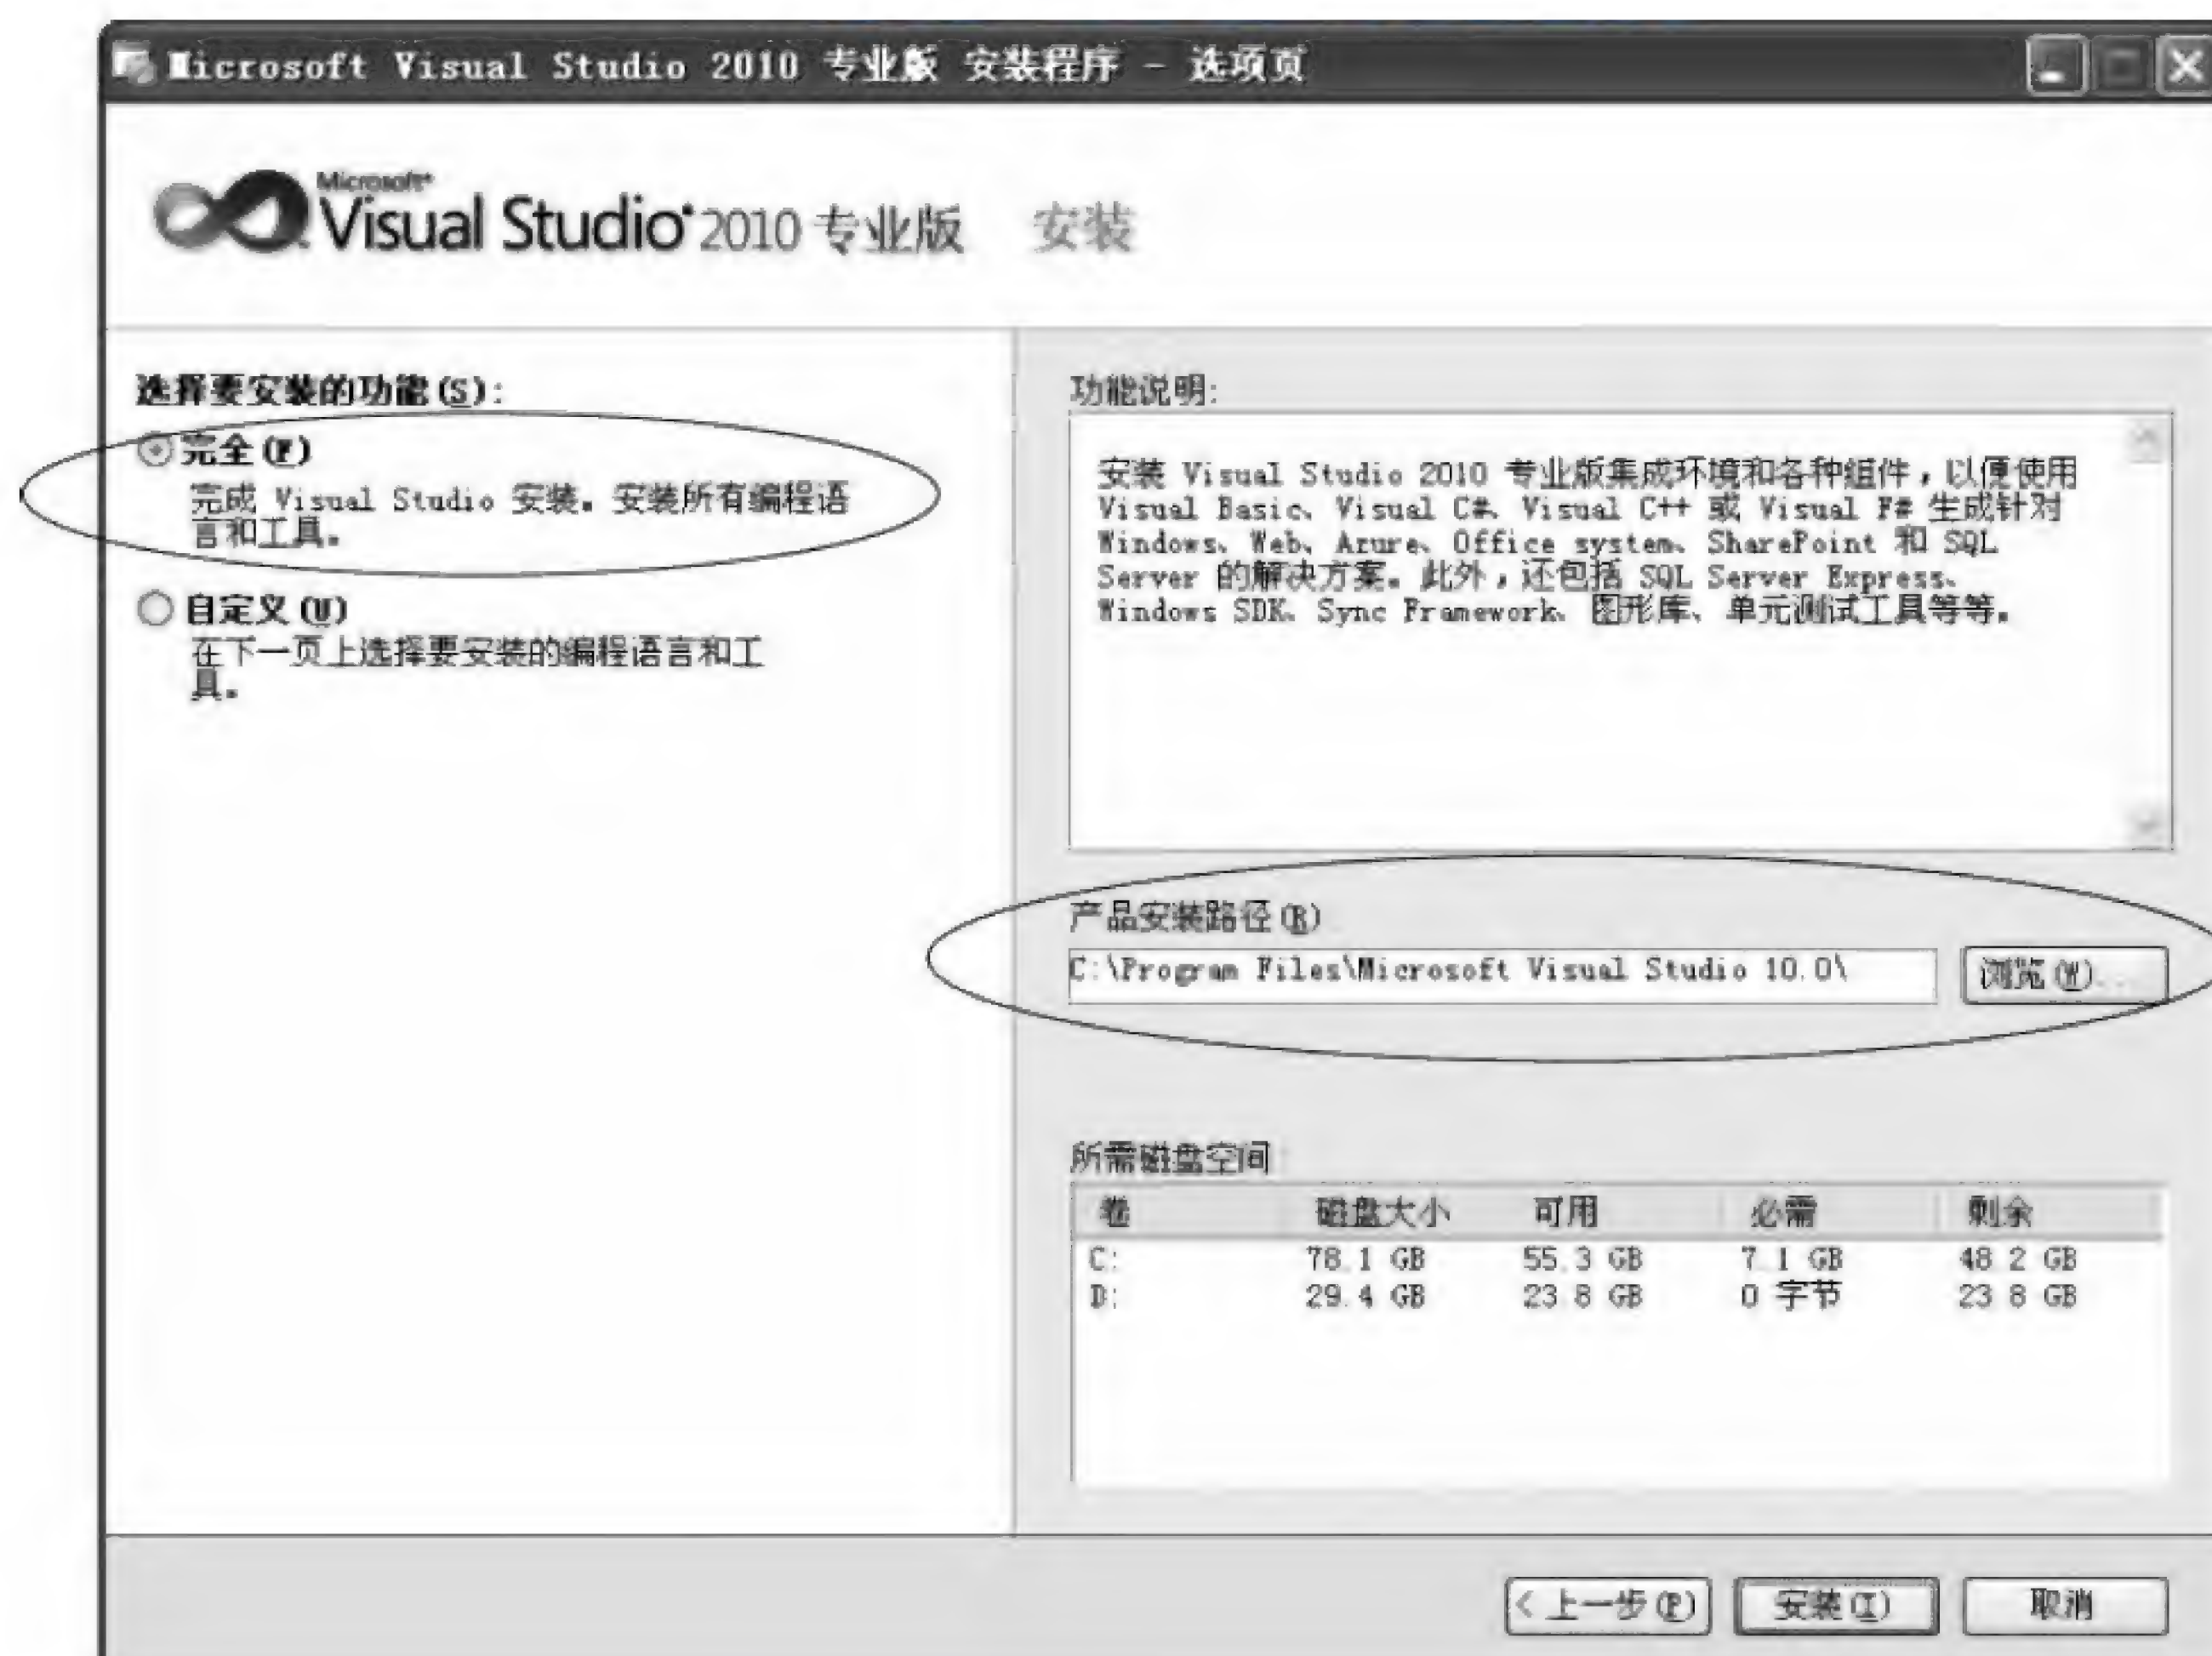 Microsoft Visual Studio 2010 专业版 安装程序 - 选项页
Microsoft
Visual Studio 2010 专业版 安装
选择要安装的功能(S):
完全(F)
完成 Visual Studio 安装。安装所有编程语
言和工具。
自定义(U)
在下一页上选择要安装的编程语言和工
具。
功能说明:
安装 Visual Studio 2010 专业版集成环境和各种组件，以便使用
Visual Basic、Visual C#、Visual C++ 或 Visual F# 生成针对
Windows、Web、Azure、Office system、SharePoint 和 SQL
Server 的解决方案。此外，还包括 SQL Server Express、
Windows SDK、Sync Framework、图形库、单元测试工具等等。
产品安装路径(R)
C:\Program Files\Microsoft Visual Studio 10.0\
浏览(W)...
所需磁盘空间:
卷 磁盘大小 可用 必需 剩余
C: 78.1 GB 55.3 GB 7.1 GB 48.2 GB
D: 29.4 GB 23.8 GB 0 字节 23.8 GB
< 上一步(P) 安装(I) 取消